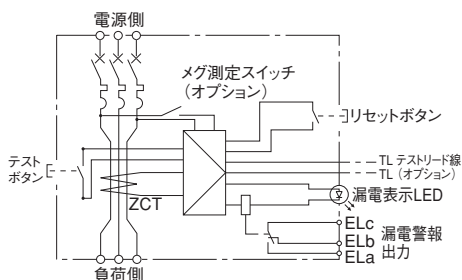 電源側
メグ測定スイッチ
(オプション)
リセットボタン
テスト
ボタン
TL テストリード線
TL (オプション)
漏電表示LED
ZCT
ELc
ELb
ELa
漏電警報
出力
負荷側